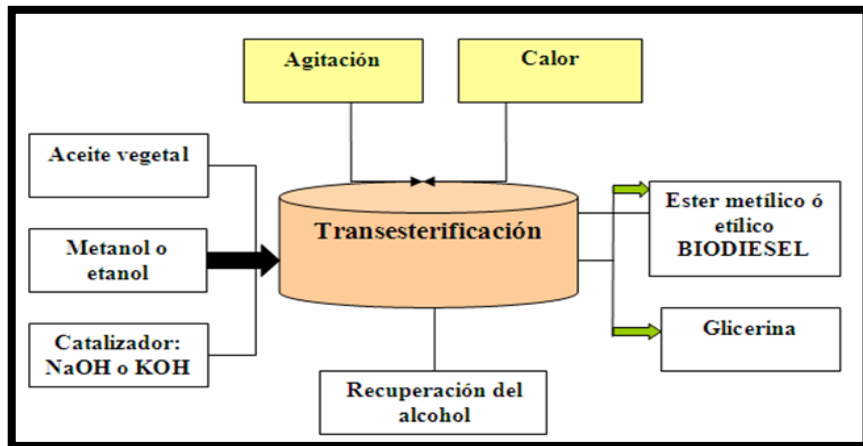 Agitación
Calor
Aceite vegetal
Metanol o
etanol
Catalizador:
NaOH o KOH
Transesterificación
Ester metílico ó
etílico
BIODIESEL
Glicerina
Recuperación del
alcohol